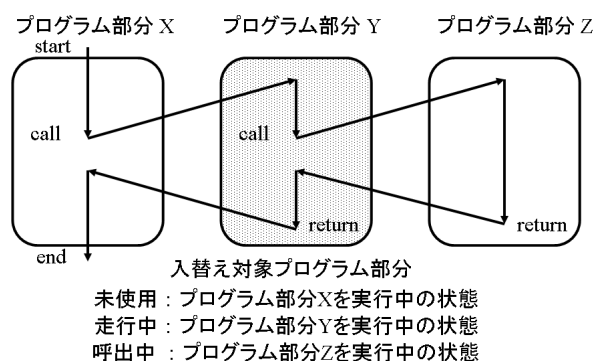 プログラム部分 X
プログラム部分 Y
プログラム部分 Z
start
call
call
return
return
end
入替え対象プログラム部分
未使用：プログラム部分Xを実行中の状態
走行中：プログラム部分Yを実行中の状態
呼出中：プログラム部分Zを実行中の状態